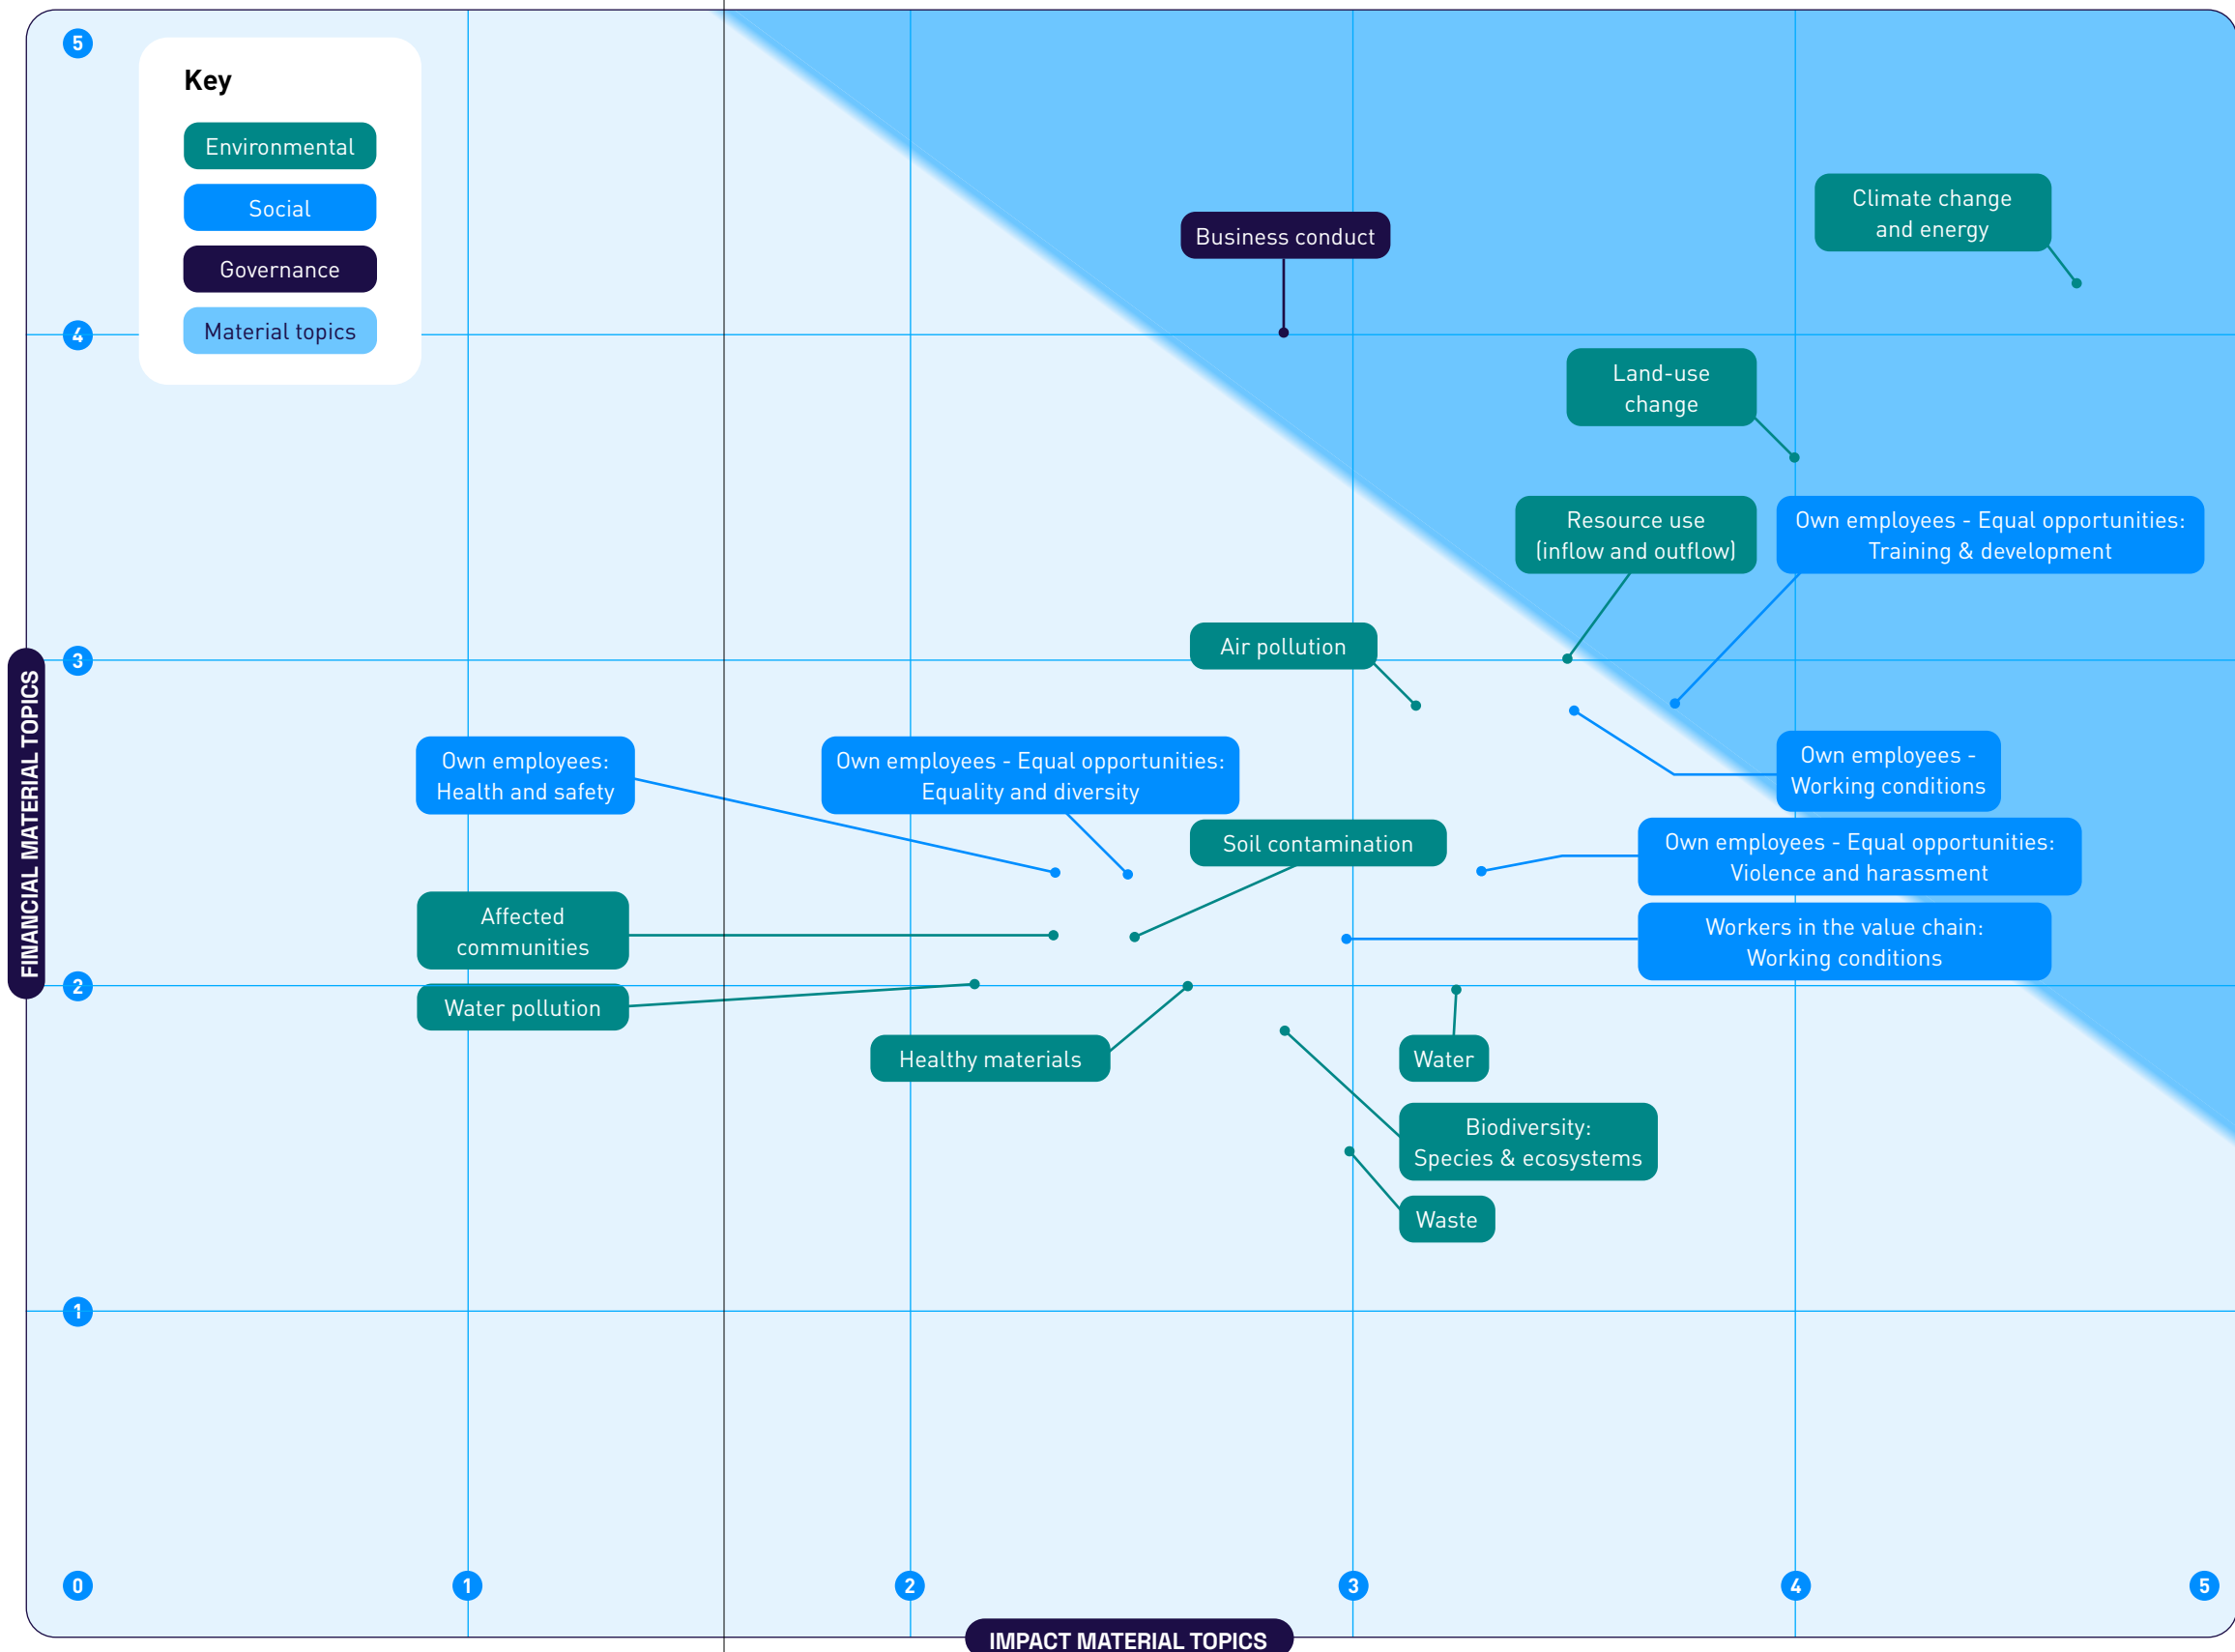 5
Key
Environmental
Social
Governance
Material topics
Climate change
and energy
Business conduct
4
Land-use
change
Resource use
(inflow and outflow)
Own employees - Equal opportunities:
Training & development
Air pollution
3
FINANCIAL MATERIAL TOPICS
Own employees:
Health and safety
Own employees - Equal opportunities:
Equality and diversity
Own employees -
Working conditions
Soil contamination
Own employees - Equal opportunities:
Violence and harassment
Affected
communities
Workers in the value chain:
Working conditions
2
Water pollution
Healthy materials
Water
Biodiversity:
Species & ecosystems
Waste
1
0
1
2
3
4
5
IMPACT MATERIAL TOPICS